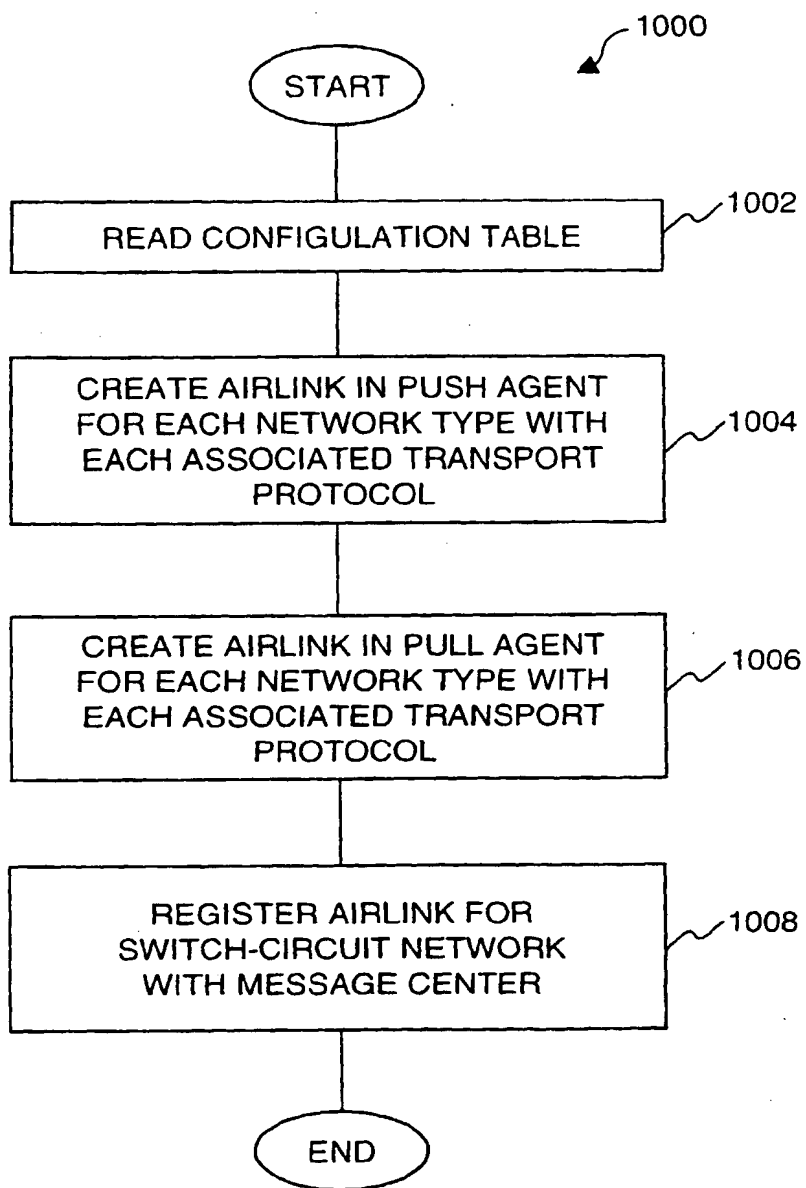 1000
START
1002
READ CONFIGULATION TABLE
CREATE AIRLINK IN PUSH AGENT
FOR EACH NETWORK TYPE WITH
EACH ASSOCIATED TRANSPORT
PROTOCOL
1004
CREATE AIRLINK IN PULL AGENT
FOR EACH NETWORK TYPE WITH
EACH ASSOCIATED TRANSPORT
PROTOCOL
1006
REGISTER AIRLINK FOR
SWITCH-CIRCUIT NETWORK
WITH MESSAGE CENTER
1008
END